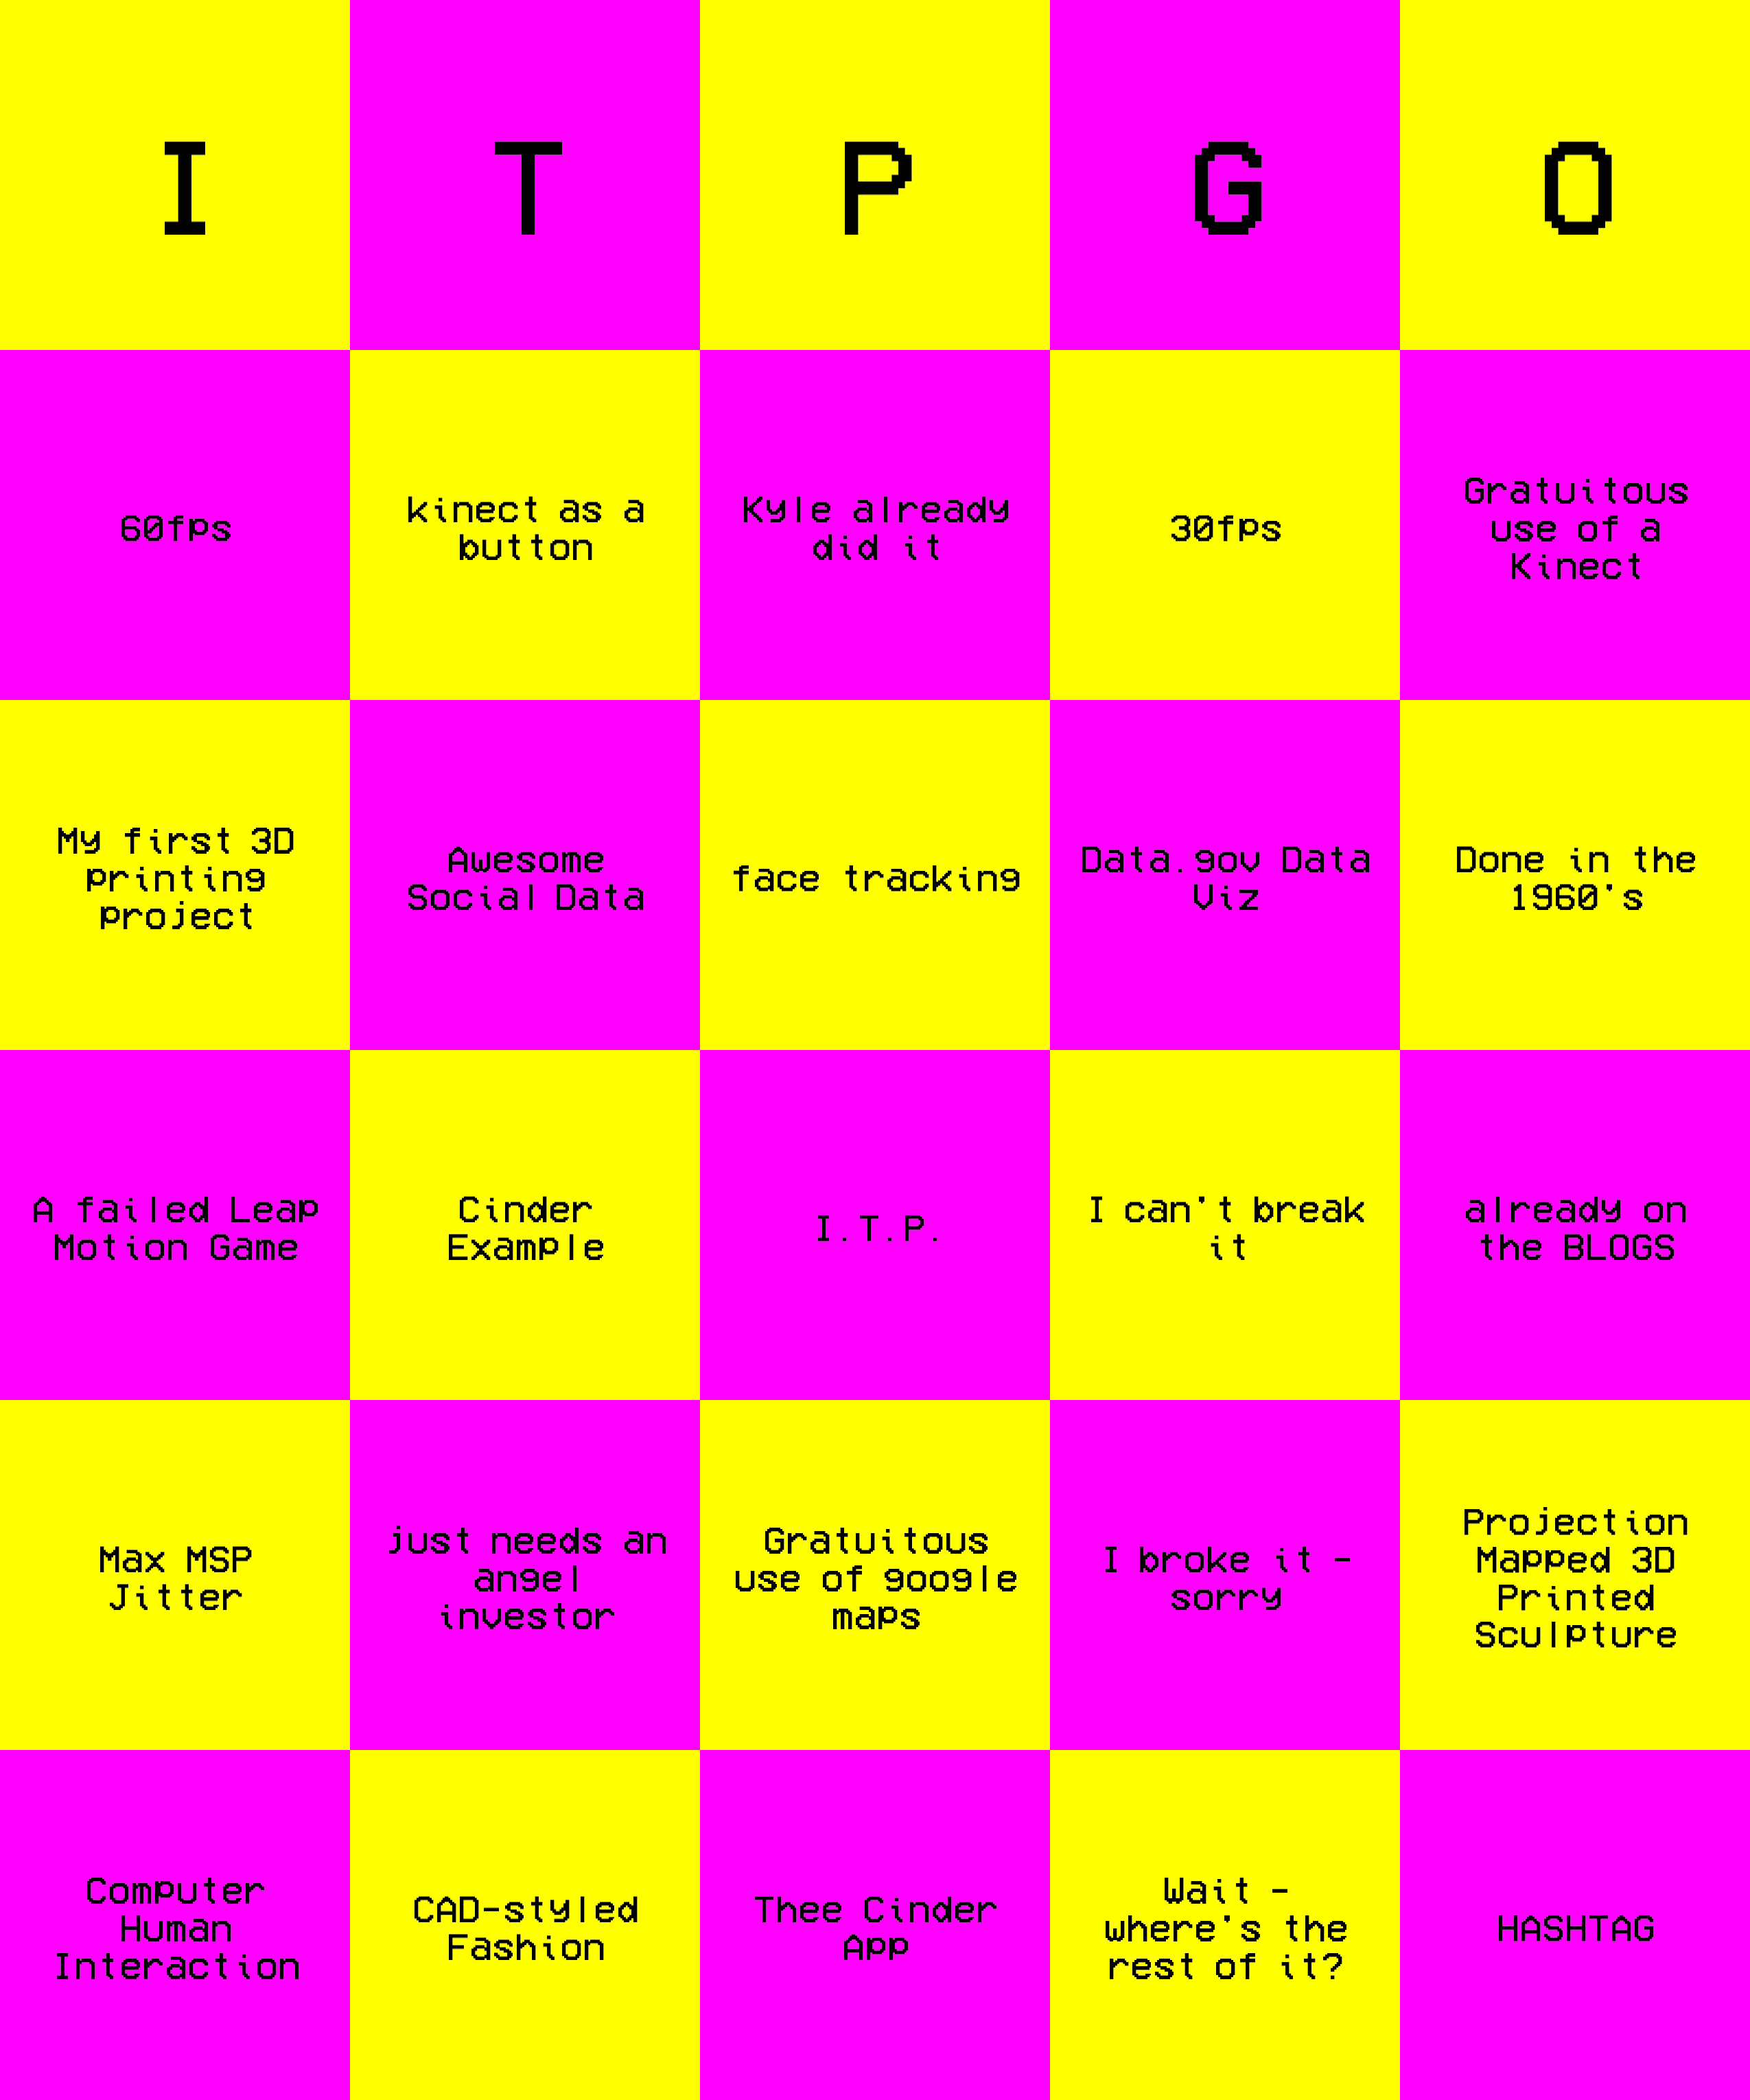 I
T
P
G
O
60fps
kinect as a
button
Kyle already
did it
30fps
Gratuitous
use of a
Kinect
My first 3D
printing
project
Awesome
Social Data
face tracking
Data.gov Data
Viz
Done in the
1960's
A failed Leap
Motion Game
Cinder
Example
I.T.P.
I can't break
it
already on
the BLOGS
Max MSP
Jitter
just needs an
angel
investor
Gratuitous
use of google
maps
I broke it -
sorry
Projection
Mapped 3D
Printed
Sculpture
Computer
Human
Interaction
CAD-styled
Fashion
Thee Cinder
App
Wait -
where's the
rest of it?
HASHTAG